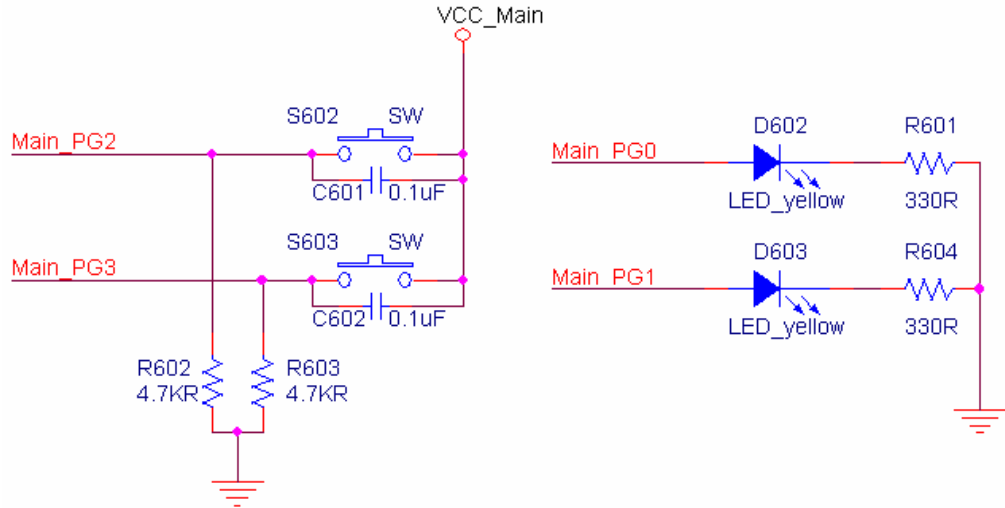 VCC_Main
S602 SW
Main_PG2
C601 0.1uF
S603 SW
Main_PG3
C602 0.1uF
R602
4.7KR
R603
4.7KR
D602
R601
Main_PG0
LED_yellow
330R
D603
R604
Main_PG1
LED_yellow
330R